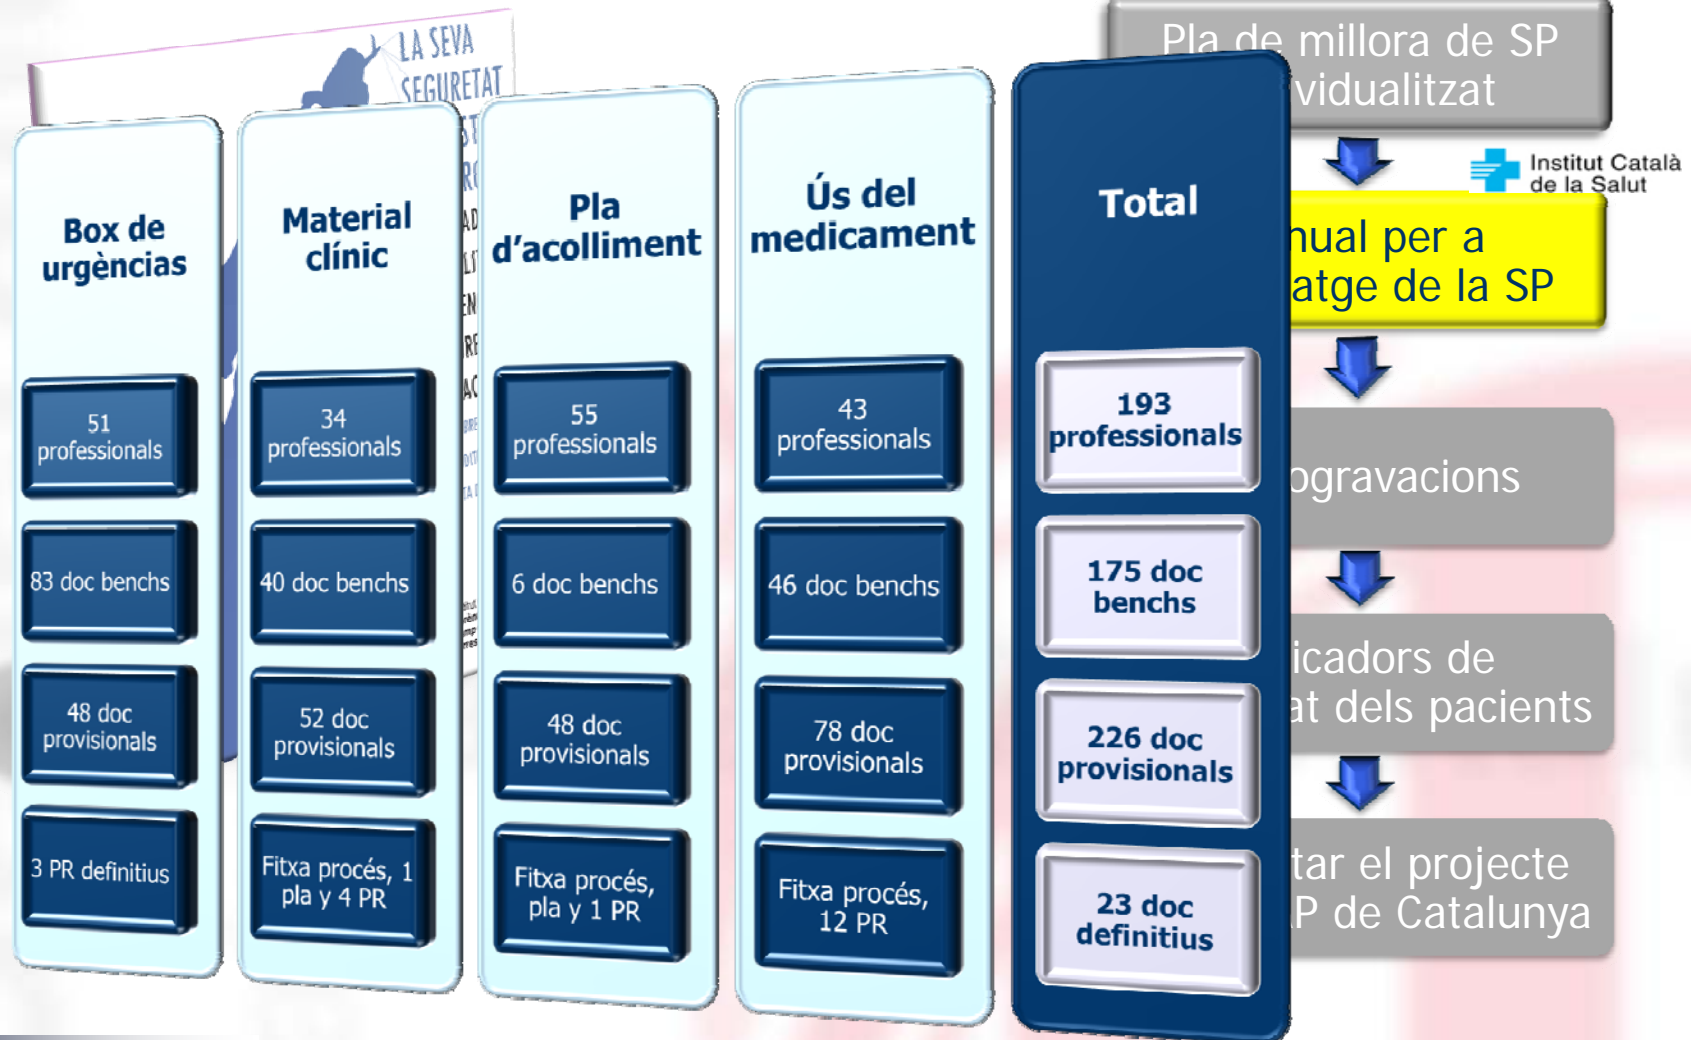 LA SEVA
SEGURETAT
Box de
urgèncias
51
professionals
83 doc benchs
48 doc
provisionals
3 PR definitius
Material
clínic
34
professionals
40 doc benchs
52 doc
provisionals
Fitxa procés, 1
pla y 4 PR
Pla
d'acolliment
55
professionals
6 doc benchs
48 doc
provisionals
Fitxa procés,
pla y 1 PR
Ús del
medicament
43
professionals
46 doc benchs
78 doc
provisionals
Fitxa procés,
12 PR
Total
193
professionals
175 doc
benchs
226 doc
provisionals
23 doc
definitius
Pla de millora de SP
vidualitzat
Institut Català
de la Salut
nual per a
atge de la SP
ogravacions
icadors de
at dels pacients
tar el projecte
P de Catalunya